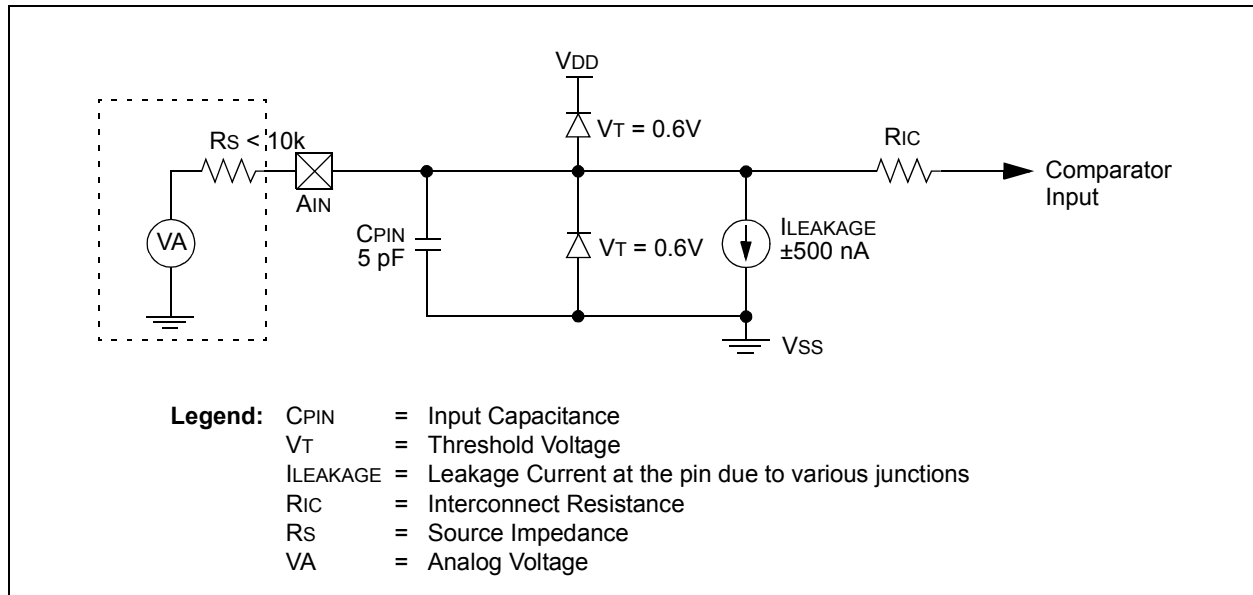 VDD
VT = 0.6V
RS < 10k
RIC
AIN
Comparator
Input
VA
CPIN
5 pF
VT = 0.6V
ILEAKAGE
±500 nA
VSS
Legend: CPIN = Input Capacitance
VT = Threshold Voltage
ILEAKAGE = Leakage Current at the pin due to various junctions
RIC = Interconnect Resistance
RS = Source Impedance
VA = Analog Voltage